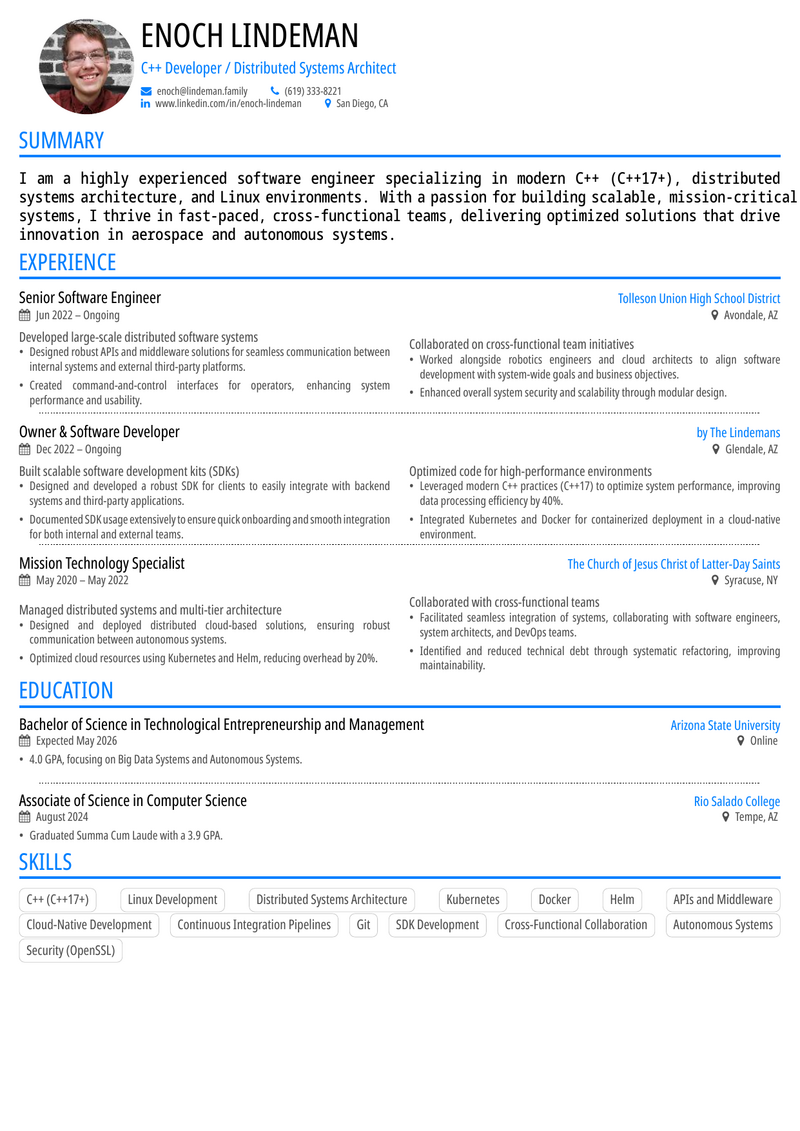 ENOCH LINDEMAN
C++ Developer / Distributed Systems Architect
enoch@lindeman.family (619) 333-8221
www.linkedin.com/in/enoch-lindeman San Diego, CA
SUMMARY
I am a highly experienced software engineer specializing in modern C++ (C++17+), distributed
systems architecture, and Linux environments. With a passion for building scalable, mission-critical
systems, I thrive in fast-paced, cross-functional teams, delivering optimized solutions that drive
innovation in aerospace and autonomous systems.
EXPERIENCE
Senior Software Engineer Tolleson Union High School District
Jun 2022 – Ongoing Avondale, AZ
Developed large-scale distributed software systems
• Designed robust APIs and middleware solutions for seamless communication between
internal systems and external third-party platforms.
• Created command-and-control interfaces for operators, enhancing system
performance and usability.
Collaborated on cross-functional team initiatives
• Worked alongside robotics engineers and cloud architects to align software
development with system-wide goals and business objectives.
• Enhanced overall system security and scalability through modular design.
Owner & Software Developer by The Lindemans
Dec 2022 – Ongoing Glendale, AZ
Built scalable software development kits (SDKs)
• Designed and developed a robust SDK for clients to easily integrate with backend
systems and third-party applications.
• Documented SDK usage extensively to ensure quick onboarding and smooth integration
for both internal and external teams.
Optimized code for high-performance environments
• Leveraged modern C++ practices (C++17) to optimize system performance, improving
data processing efficiency by 40%.
• Integrated Kubernetes and Docker for containerized deployment in a cloud-native
environment.
Mission Technology Specialist The Church of Jesus Christ of Latter-Day Saints
May 2020 – May 2022 Syracuse, NY
Managed distributed systems and multi-tier architecture
• Designed and deployed distributed cloud-based solutions, ensuring robust
communication between autonomous systems.
• Optimized cloud resources using Kubernetes and Helm, reducing overhead by 20%.
Collaborated with cross-functional teams
• Facilitated seamless integration of systems, collaborating with software engineers,
system architects, and DevOps teams.
• Identified and reduced technical debt through systematic refactoring, improving
maintainability.
EDUCATION
Bachelor of Science in Technological Entrepreneurship and Management Arizona State University
Expected May 2026 Online
• 4.0 GPA, focusing on Big Data Systems and Autonomous Systems.
Associate of Science in Computer Science Rio Salado College
August 2024 Tempe, AZ
• Graduated Summa Cum Laude with a 3.9 GPA.
SKILLS
C++ (C++17+) Linux Development Distributed Systems Architecture Kubernetes Docker Helm APIs and Middleware
Cloud-Native Development Continuous Integration Pipelines Git SDK Development Cross-Functional Collaboration Autonomous Systems
Security (OpenSSL)